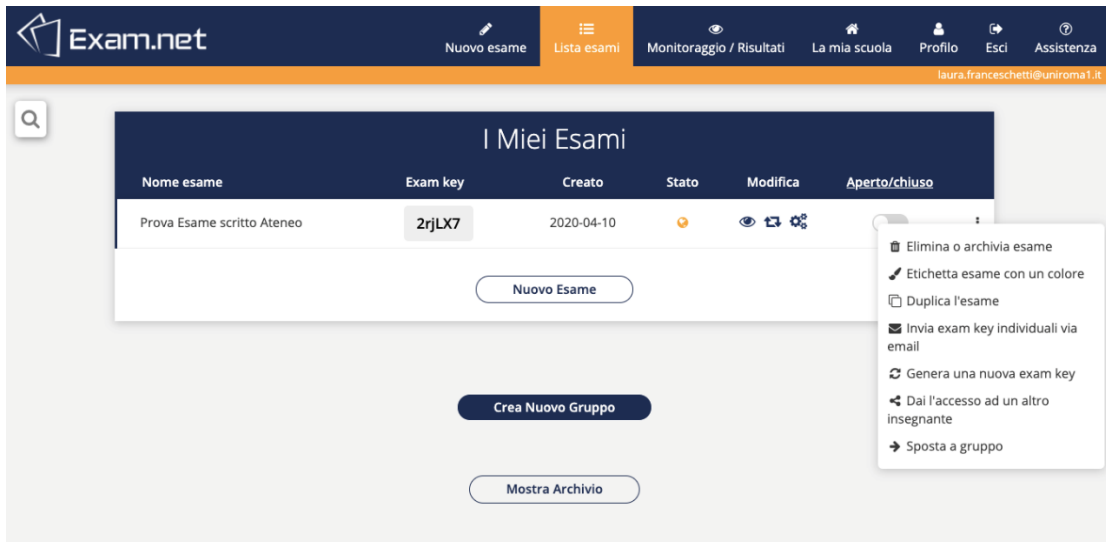 Exam.net
Nuovo esame
Lista esami
Monitoraggio / Risultati
La mia scuola
Profilo
Esci
Assistenza
laura.franceschetti@uniroma1.it
I Miei Esami
Nome esame Exam key Creato Stato Modifica Aperto/chiuso
Prova Esame scritto Ateneo 2rjLX7 2020-04-10
Elimina o archivia esame
Etichetta esame con un colore
Duplica l'esame
Invia exam key individuali via
email
Genera una nuova exam key
Dai l'accesso ad un altro
insegnante
Sposta a gruppo
Nuovo Esame
Crea Nuovo Gruppo
Mostra Archivio